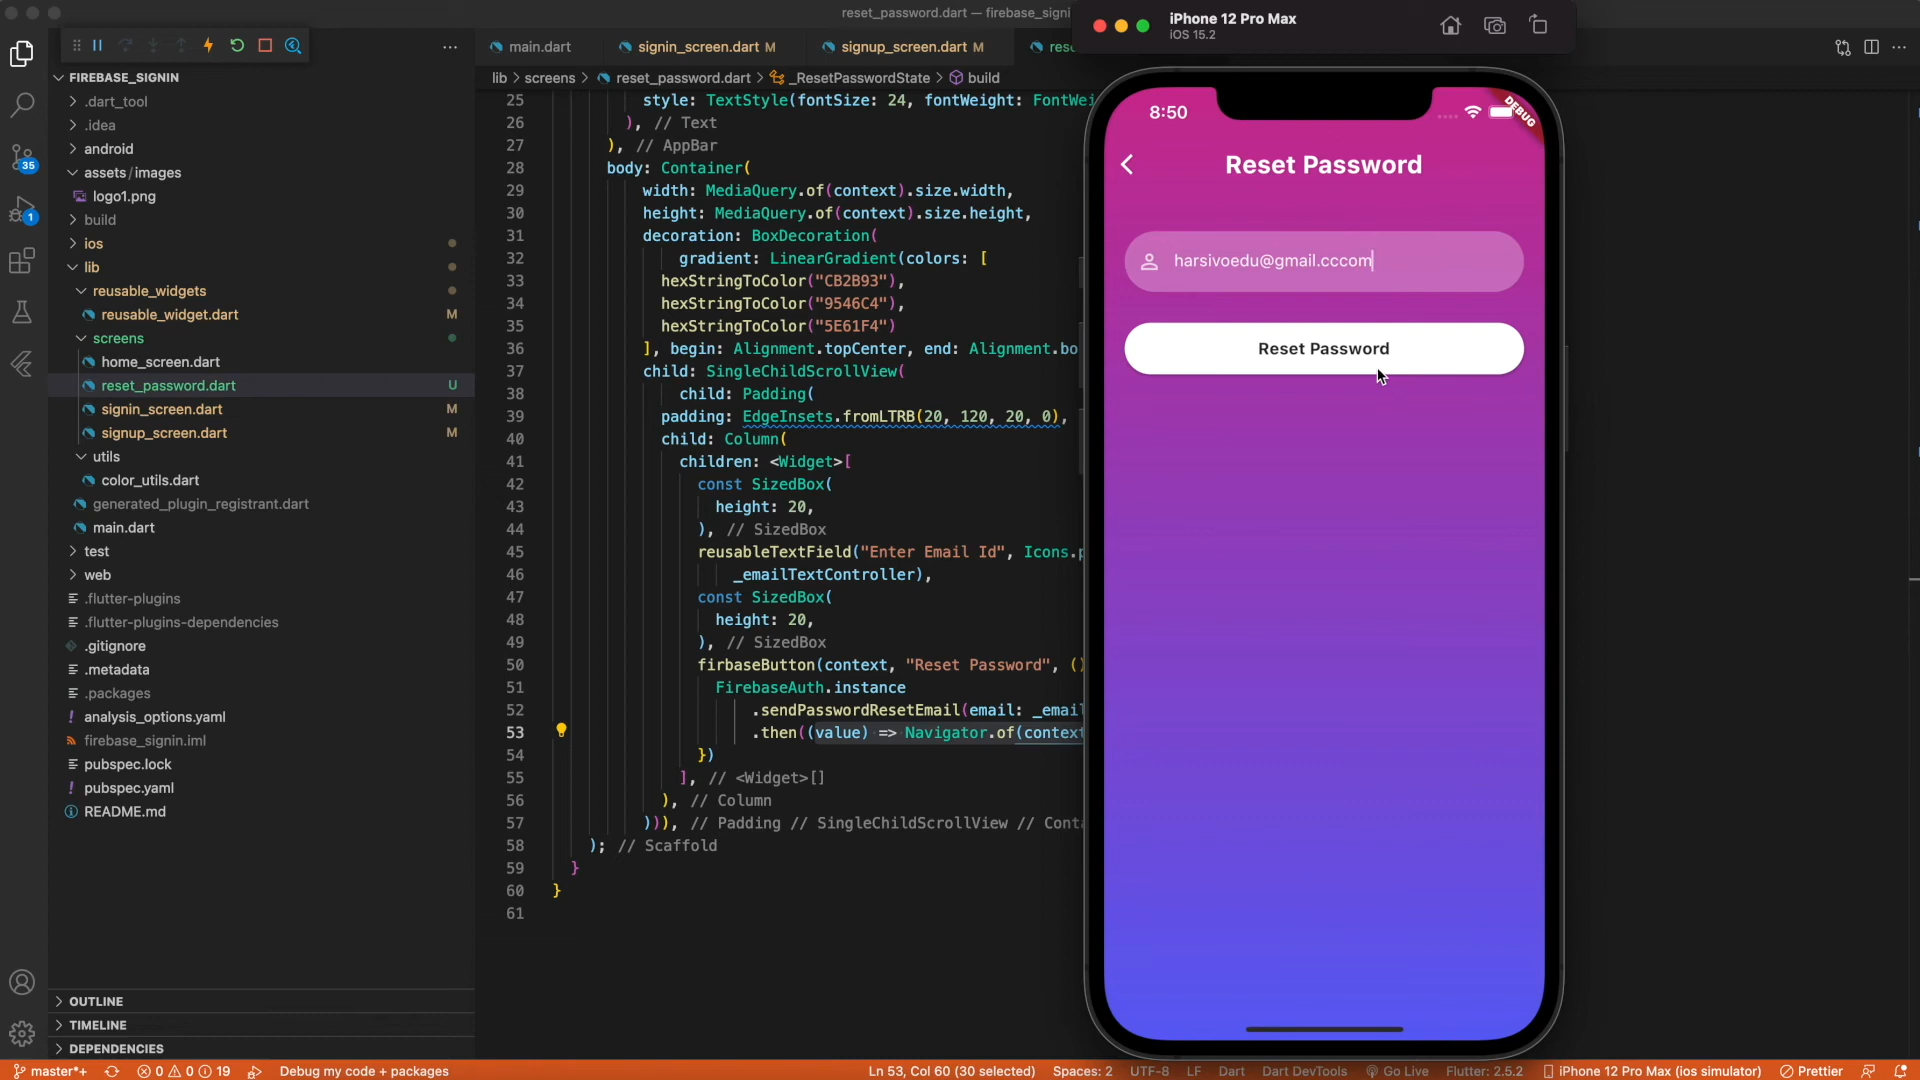 reset_password.dart — firebase_signi
FIREBASE_SIGNIN
.dart_tool
.idea
android
assets/images
logo1.png
build
ios
lib
reusable_widgets
reusable_widget.dart M
screens
home_screen.dart
reset_password.dart U
signin_screen.dart M
signup_screen.dart M
utils
color_utils.dart
generated_plugin_registrant.dart
main.dart
test
web
.flutter-plugins
.flutter-plugins-dependencies
.gitignore
.metadata
.packages
analysis_options.yaml
firebase_signin.iml
pubspec.lock
pubspec.yaml
README.md
OUTLINE
TIMELINE
DEPENDENCIES
35
1
main.dart signin_screen.dart M signup_screen.dart M res
lib > screens > reset_password.dart > _ResetPasswordState > build
25 style: TextStyle(fontSize: 24, fontWeight: FontWei
26 ), // Text
27 ), // AppBar
28 body: Container(
29 width: MediaQuery.of(context).size.width,
30 height: MediaQuery.of(context).size.height,
31 decoration: BoxDecoration(
32 gradient: LinearGradient(colors: [
33 hexStringToColor("CB2B93"),
34 hexStringToColor("9546C4"),
35 hexStringToColor("5E61F4")
36 ], begin: Alignment.topCenter, end: Alignment.bo
37 child: SingleChildScrollView(
38 child: Padding(
39 padding: EdgeInsets.fromLTRB(20, 120, 20, 0),
40 child: Column(
41 children: <Widget>[
42 const SizedBox(
43 height: 20,
44 ), // SizedBox
45 reusableTextField("Enter Email Id", Icons.p
46 _emailTextController),
47 const SizedBox(
48 height: 20,
49 ), // SizedBox
50 firbaseButton(context, "Reset Password", ()
51 FirebaseAuth.instance
52 .sendPasswordResetEmail(email: _email
53 .then((value) => Navigator.of(context
54 })
55 ], // <Widget>[]
56 ), // Column
57 ))), // Padding // SingleChildScrollView // Conta
58 ); // Scaffold
59 }
60 }
61
iPhone 12 Pro Max
iOS 15.2
8:50
DEBUG
Reset Password
harsivoedu@gmail.cccom
Reset Password
master*+ 0 0 19 Debug my code + packages Ln 53, Col 60 (30 selected) Spaces: 2 UTF-8 LF Dart Dart DevTools Go Live Flutter: 2.5.2 iPhone 12 Pro Max (ios simulator) Prettier